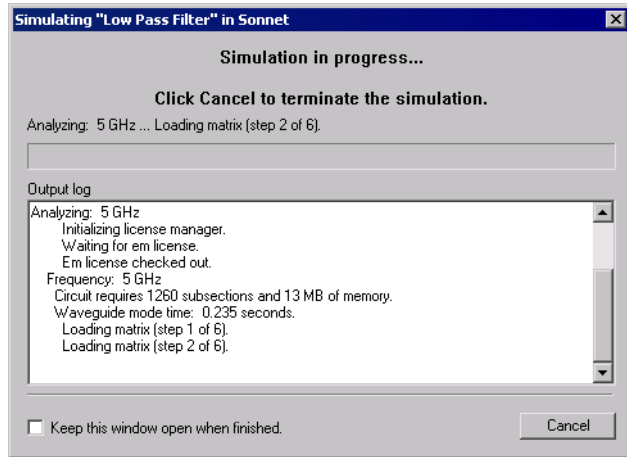 Simulating "Low Pass Filter" in Sonnet
Simulation in progress...
Click Cancel to terminate the simulation.
Analyzing: 5 GHz ... Loading matrix (step 2 of 6).
Output log
Analyzing: 5 GHz
Initializing license manager.
Waiting for em license.
Em license checked out.
Frequency: 5 GHz
Circuit requires 1260 subsections and 13 MB of memory.
Waveguide mode time: 0.235 seconds.
Loading matrix (step 1 of 6).
Loading matrix (step 2 of 6).
Keep this window open when finished.
Cancel